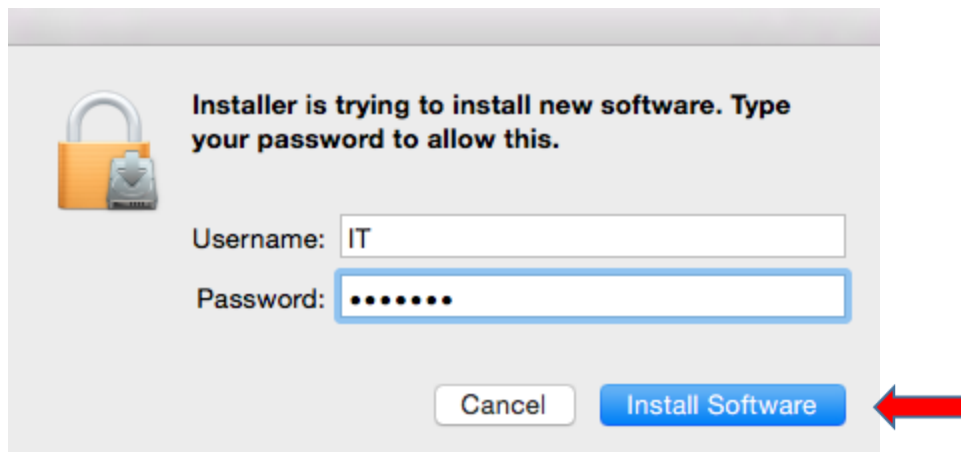 Installer is trying to install new software. Type
your password to allow this.
Username: IT
Password: •••••••
Cancel Install Software